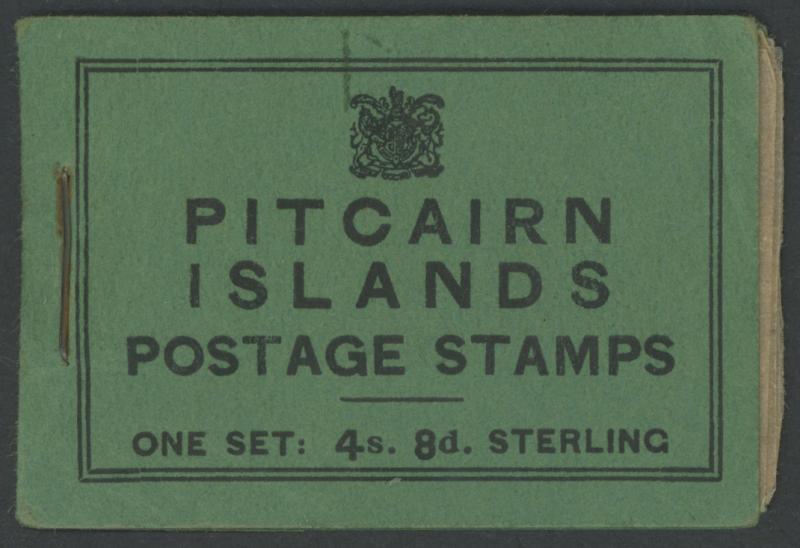 PITCAIRN
ISLANDS
POSTAGE STAMPS
ONE SET: 4s. 8d. STERLING